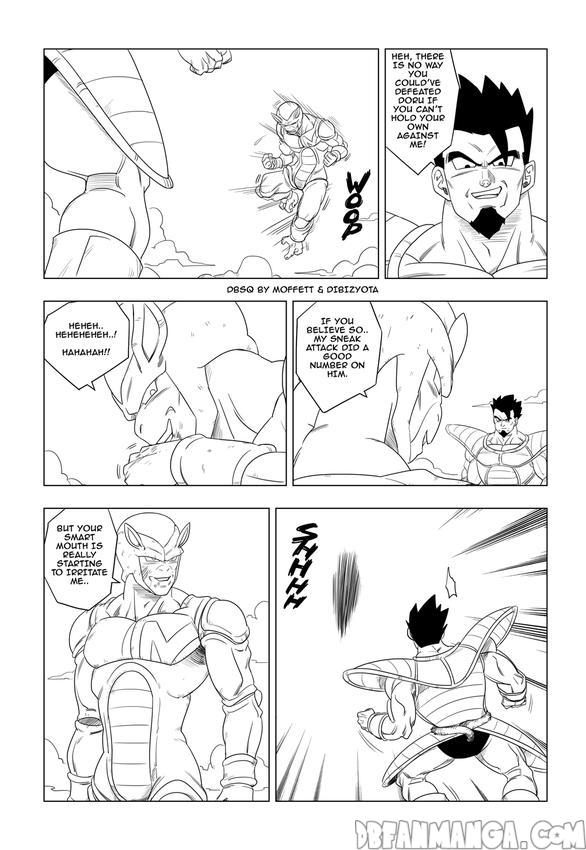 HEH, THERE
IS NO WAY
YOU
COULD'VE
DEFEATED
DORU IF
YOU CAN'T
HOLD YOUR
OWN
AGAINST
ME!
WOOP
DBSQ BY MOFFETT & DIBIZYOTA
HEHEH..
HEHEHEHEH..!
HAHAHAH!!
IF YOU
BELIEVE SO..
MY SNEAK
ATTACK DID A
GOOD
NUMBER ON
HIM.
BUT YOUR
SMART
MOUTH IS
REALLY
STARTING
TO IRRITATE
ME..
SHHHH
DBFANMANGA.COM